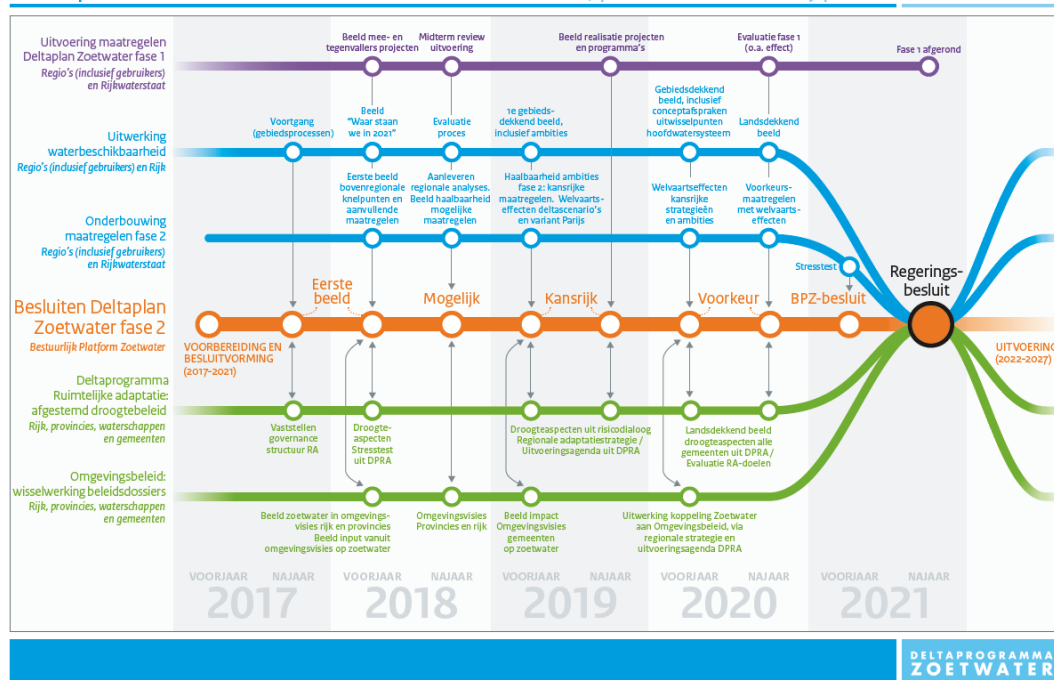 Uitvoering maatregelen
Deltaplan Zoetwater fase 1
Regio's (inclusief gebruikers)
en Rijkwaterstaat
Beeld mee- en
tegenvallers projecten
Midterm review
uitvoering
Beeld realisatie projecten
en programma's
Evaluatie fase 1
(o.a. effect)
Fase 1 afgerond
Uitwerking
waterbeschikbaarheid
Regio's (inclusief gebruikers) en Rijk
Voortgang
(gebiedsprocessen)
Beeld
"Waar staan
we in 2021"
Evaluatie
proces
1e gebieds-
dekkend beeld,
inclusief ambities
Gebiedsdekkend
beeld, inclusief
conceptafspraken
uitwisselpunten
hoofdwatersysteem
Landsdekkend
beeld
Onderbouwing
maatregelen fase 2
Regio's (inclusief gebruikers)
en Rijkwaterstaat
Eerste beeld
bovenregionale
knelpunten en
aanvullende
maatregelen
Aanleveren
regionale analyses.
Beeld haalbaarheid
mogelijke
maatregelen
Haalbaarheid ambities
fase 2: kansrijke
maatregelen. Welvaarts-
effecten deltascenario's
en variant Parijs
Welvaartseffecten
kansrijke
strategieën
en ambities
Voorkeurs-
maatregelen
met welvaarts-
effecten
Stresstest
Regerings-
besluit
Besluiten Deltaplan
Zoetwater fase 2
Bestuurlijk Platform Zoetwater
Eerste
beeld
Mogelijk
Kansrijk
Voorkeur
BPZ-besluit
VOORBEREIDING EN
BESLUITVORMING
(2017-2021)
UITVOERING
(2022-2027)
Deltaprogramma
Ruimtelijke adaptatie:
afgestemd droogtebeleid
Rijk, provincies, waterschappen
en gemeenten
Vaststellen
governance
structuur RA
Droogte-
aspecten
Stresstest
uit DPRA
Droogteaspecten uit risicodialoog
Regionale adaptatiestrategie /
Uitvoeringsagenda uit DPRA
Landsdekkend beeld
droogteaspecten alle
gemeenten uit DPRA /
Evaluatie RA-doelen
Omgevingsbeleid:
wisselwerking beleidsdossiers
Rijk, provincies, waterschappen
en gemeenten
Beeld zoetwater in omgevings-
visies rijk en provincies
Beeld input vanuit
omgevingsvisies op zoetwater
Omgevingsvisies
Provincies en rijk
Beeld impact
Omgevingsvisies
gemeenten
op zoetwater
Uitwerking koppeling Zoetwater
aan Omgevingsbeleid, via
regionale strategie en
uitvoeringsagenda DPRA
VOORJAAR NAJAAR VOORJAAR NAJAAR VOORJAAR NAJAAR VOORJAAR NAJAAR VOORJAAR NAJAAR
2017 2018 2019 2020 2021
DELTAPROGRAMMA
ZOETWATER